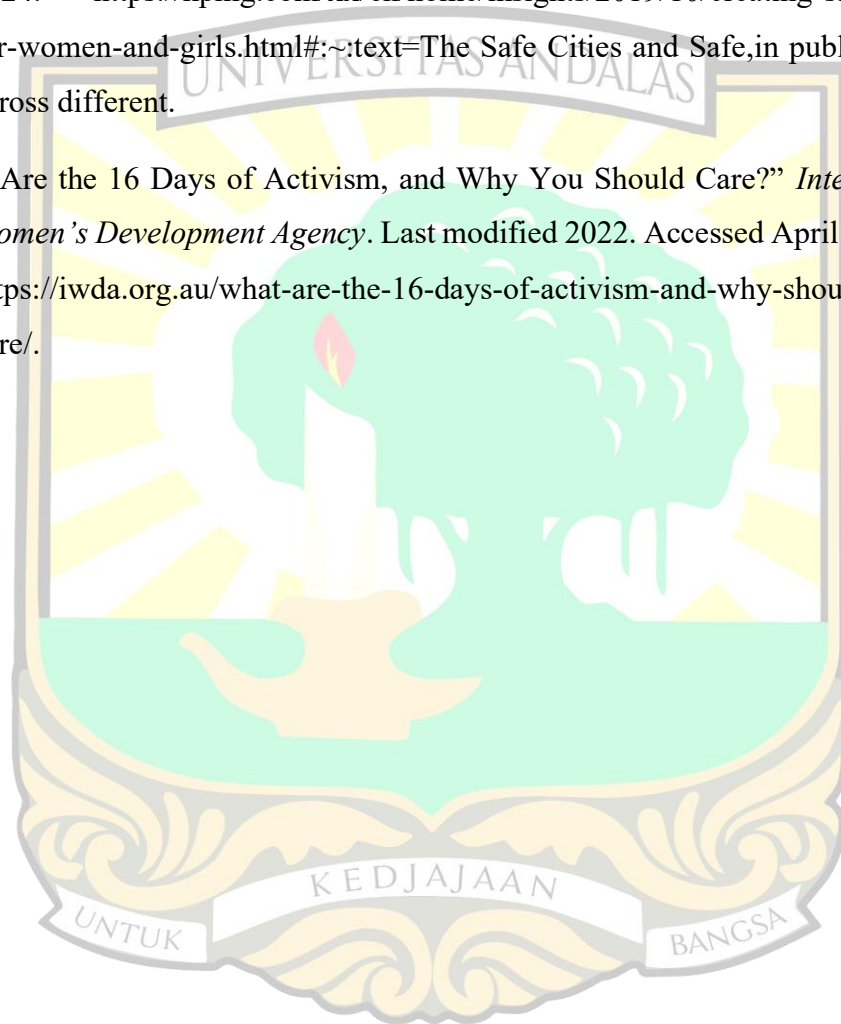 r-women-and-girls.html#:~:text=The Safe Cities and Safe,in publ
UNIVERSITAS ANDALAS
ross different.
Are the 16 Days of Activism, and Why You Should Care?” Inte
omen’s Development Agency. Last modified 2022. Accessed April
tps://iwda.org.au/what-are-the-16-days-of-activism-and-why-shou
re/.
UNTUK KEDJAJAAN BANGSA